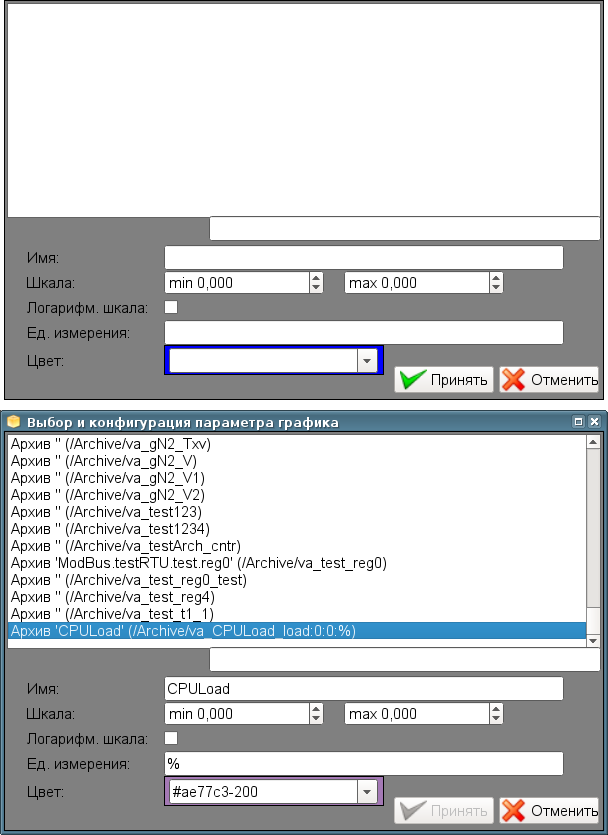 Имя:
Шкала: min 0,000 max 0,000
Логарифм. шкала:
Ед. измерения:
Цвет:
Принять Отменить
Выбор и конфигурация параметра графика
Архив '' (/Archive/va_gN2_Txv)
Архив '' (/Archive/va_gN2_V)
Архив '' (/Archive/va_gN2_V1)
Архив '' (/Archive/va_gN2_V2)
Архив '' (/Archive/va_test123)
Архив '' (/Archive/va_test1234)
Архив '' (/Archive/va_testArch_cntr)
Архив 'ModBus.testRTU.test.reg0' (/Archive/va_test_reg0)
Архив '' (/Archive/va_test_reg0_test)
Архив '' (/Archive/va_test_reg4)
Архив '' (/Archive/va_test_t1_1)
Архив 'CPULoad' (/Archive/va_CPULoad_load:0:0:%)
Имя: CPULoad
Шкала: min 0,000 max 0,000
Логарифм. шкала:
Ед. измерения: %
Цвет: #ae77c3-200
Принять Отменить